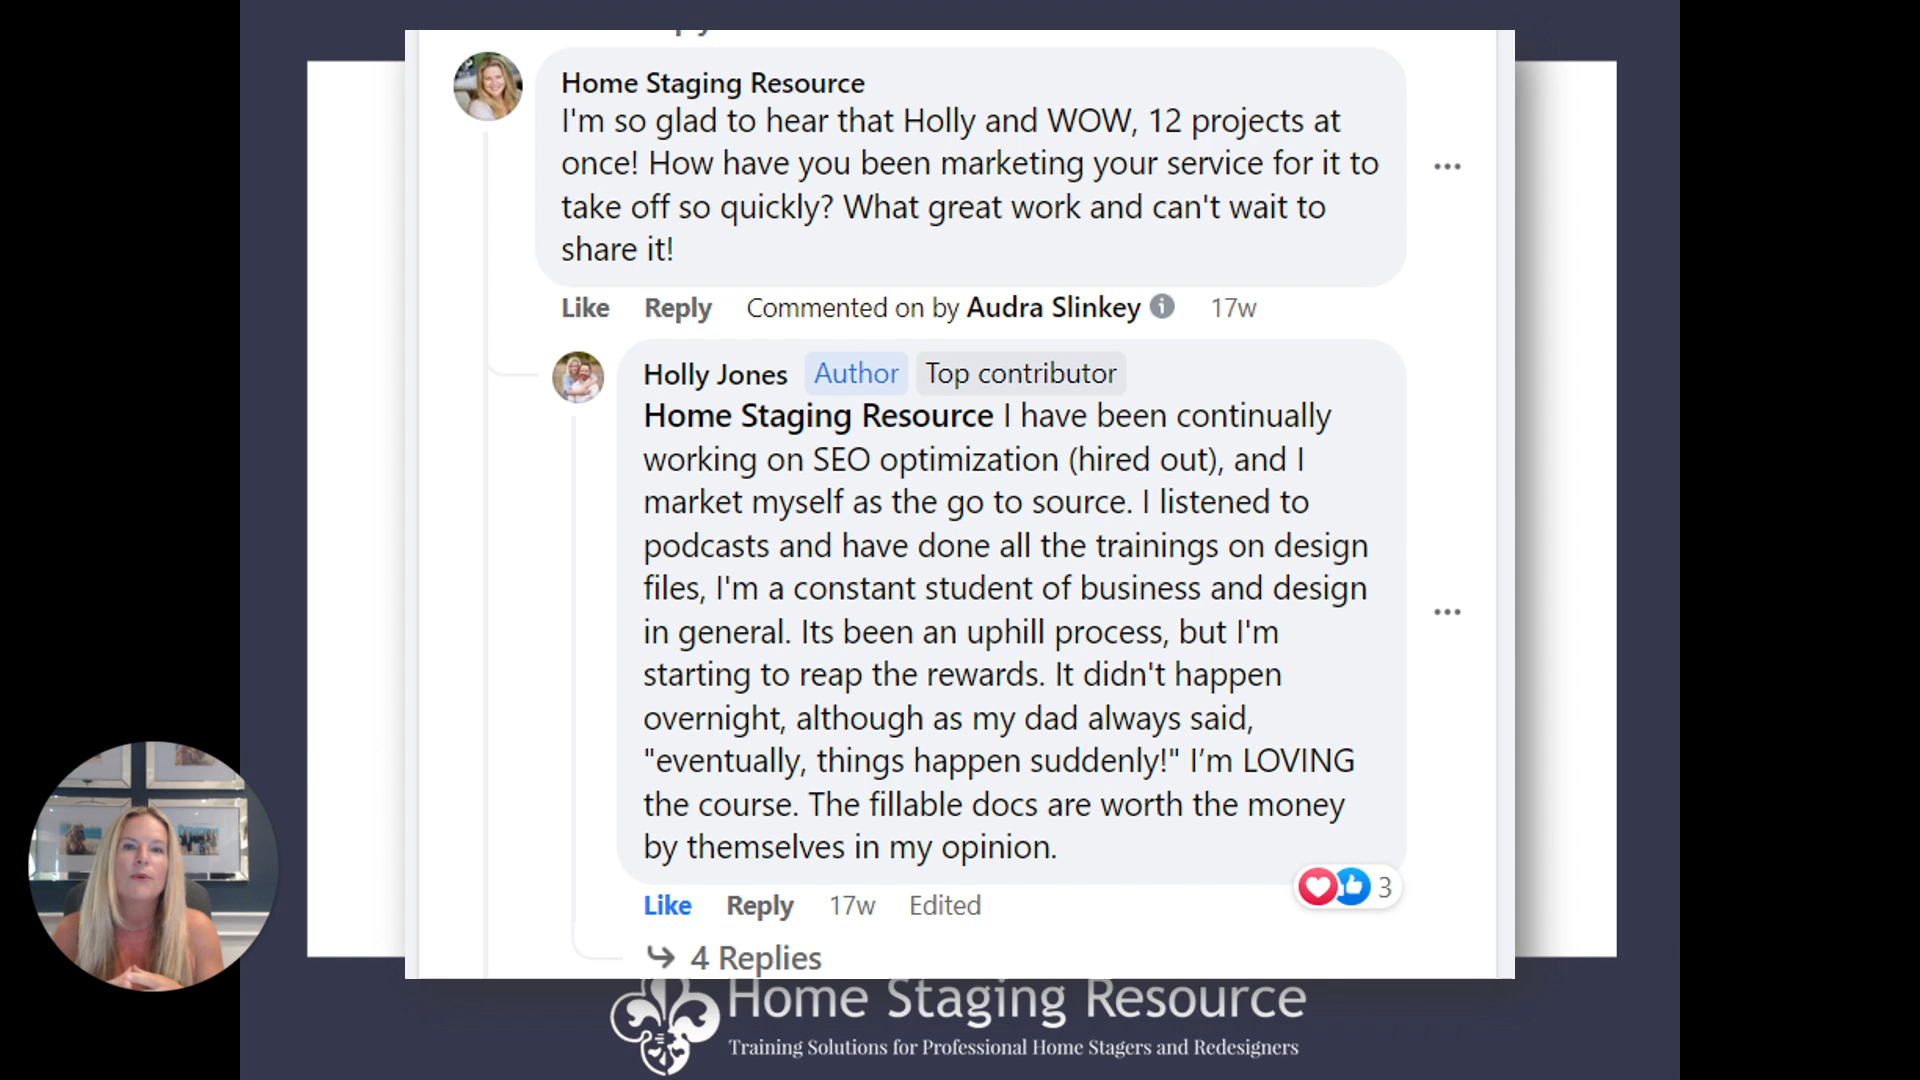 Home Staging Resource
I'm so glad to hear that Holly and WOW, 12 projects at
once! How have you been marketing your service for it to
take off so quickly? What great work and can't wait to
share it!
Like Reply Commented on by Audra Slinkey 17w
Holly Jones Author Top contributor
Home Staging Resource I have been continually
working on SEO optimization (hired out), and I
market myself as the go to source. I listened to
podcasts and have done all the trainings on design
files, I'm a constant student of business and design
in general. Its been an uphill process, but I'm
starting to reap the rewards. It didn't happen
overnight, although as my dad always said,
"eventually, things happen suddenly!" I’m LOVING
the course. The fillable docs are worth the money
by themselves in my opinion.
Like Reply 17w Edited 3
4 Replies
Home Staging Resource
Training Solutions for Professional Home Stagers and Redesigners